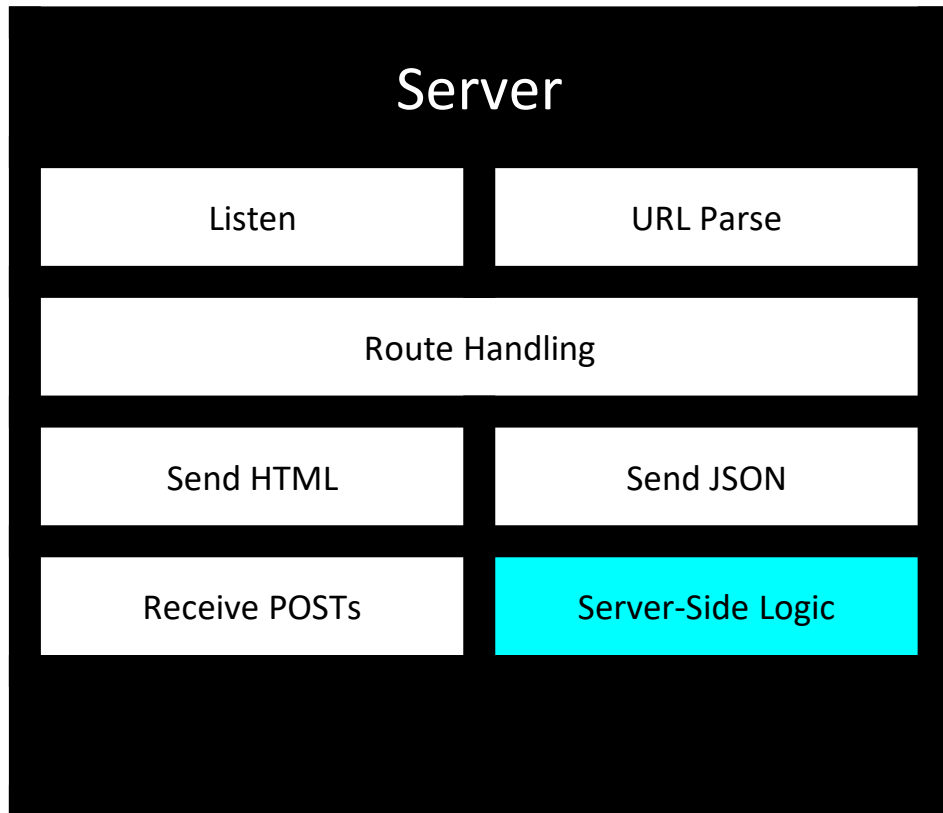 Server
Listen
URL Parse
Route Handling
Send HTML
Send JSON
Receive POSTs
Server-Side Logic